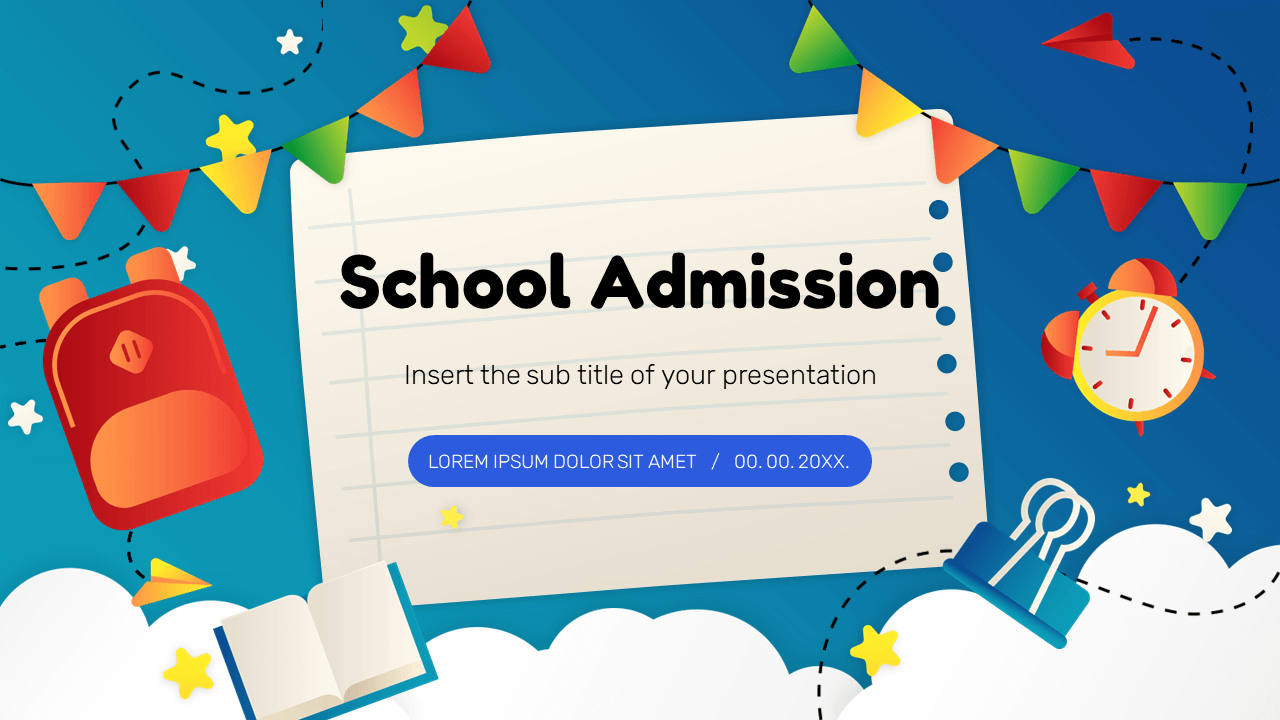 School Admission
Insert the sub title of your presentation
LOREM IPSUM DOLOR SIT AMET / 00. 00. 20XX.